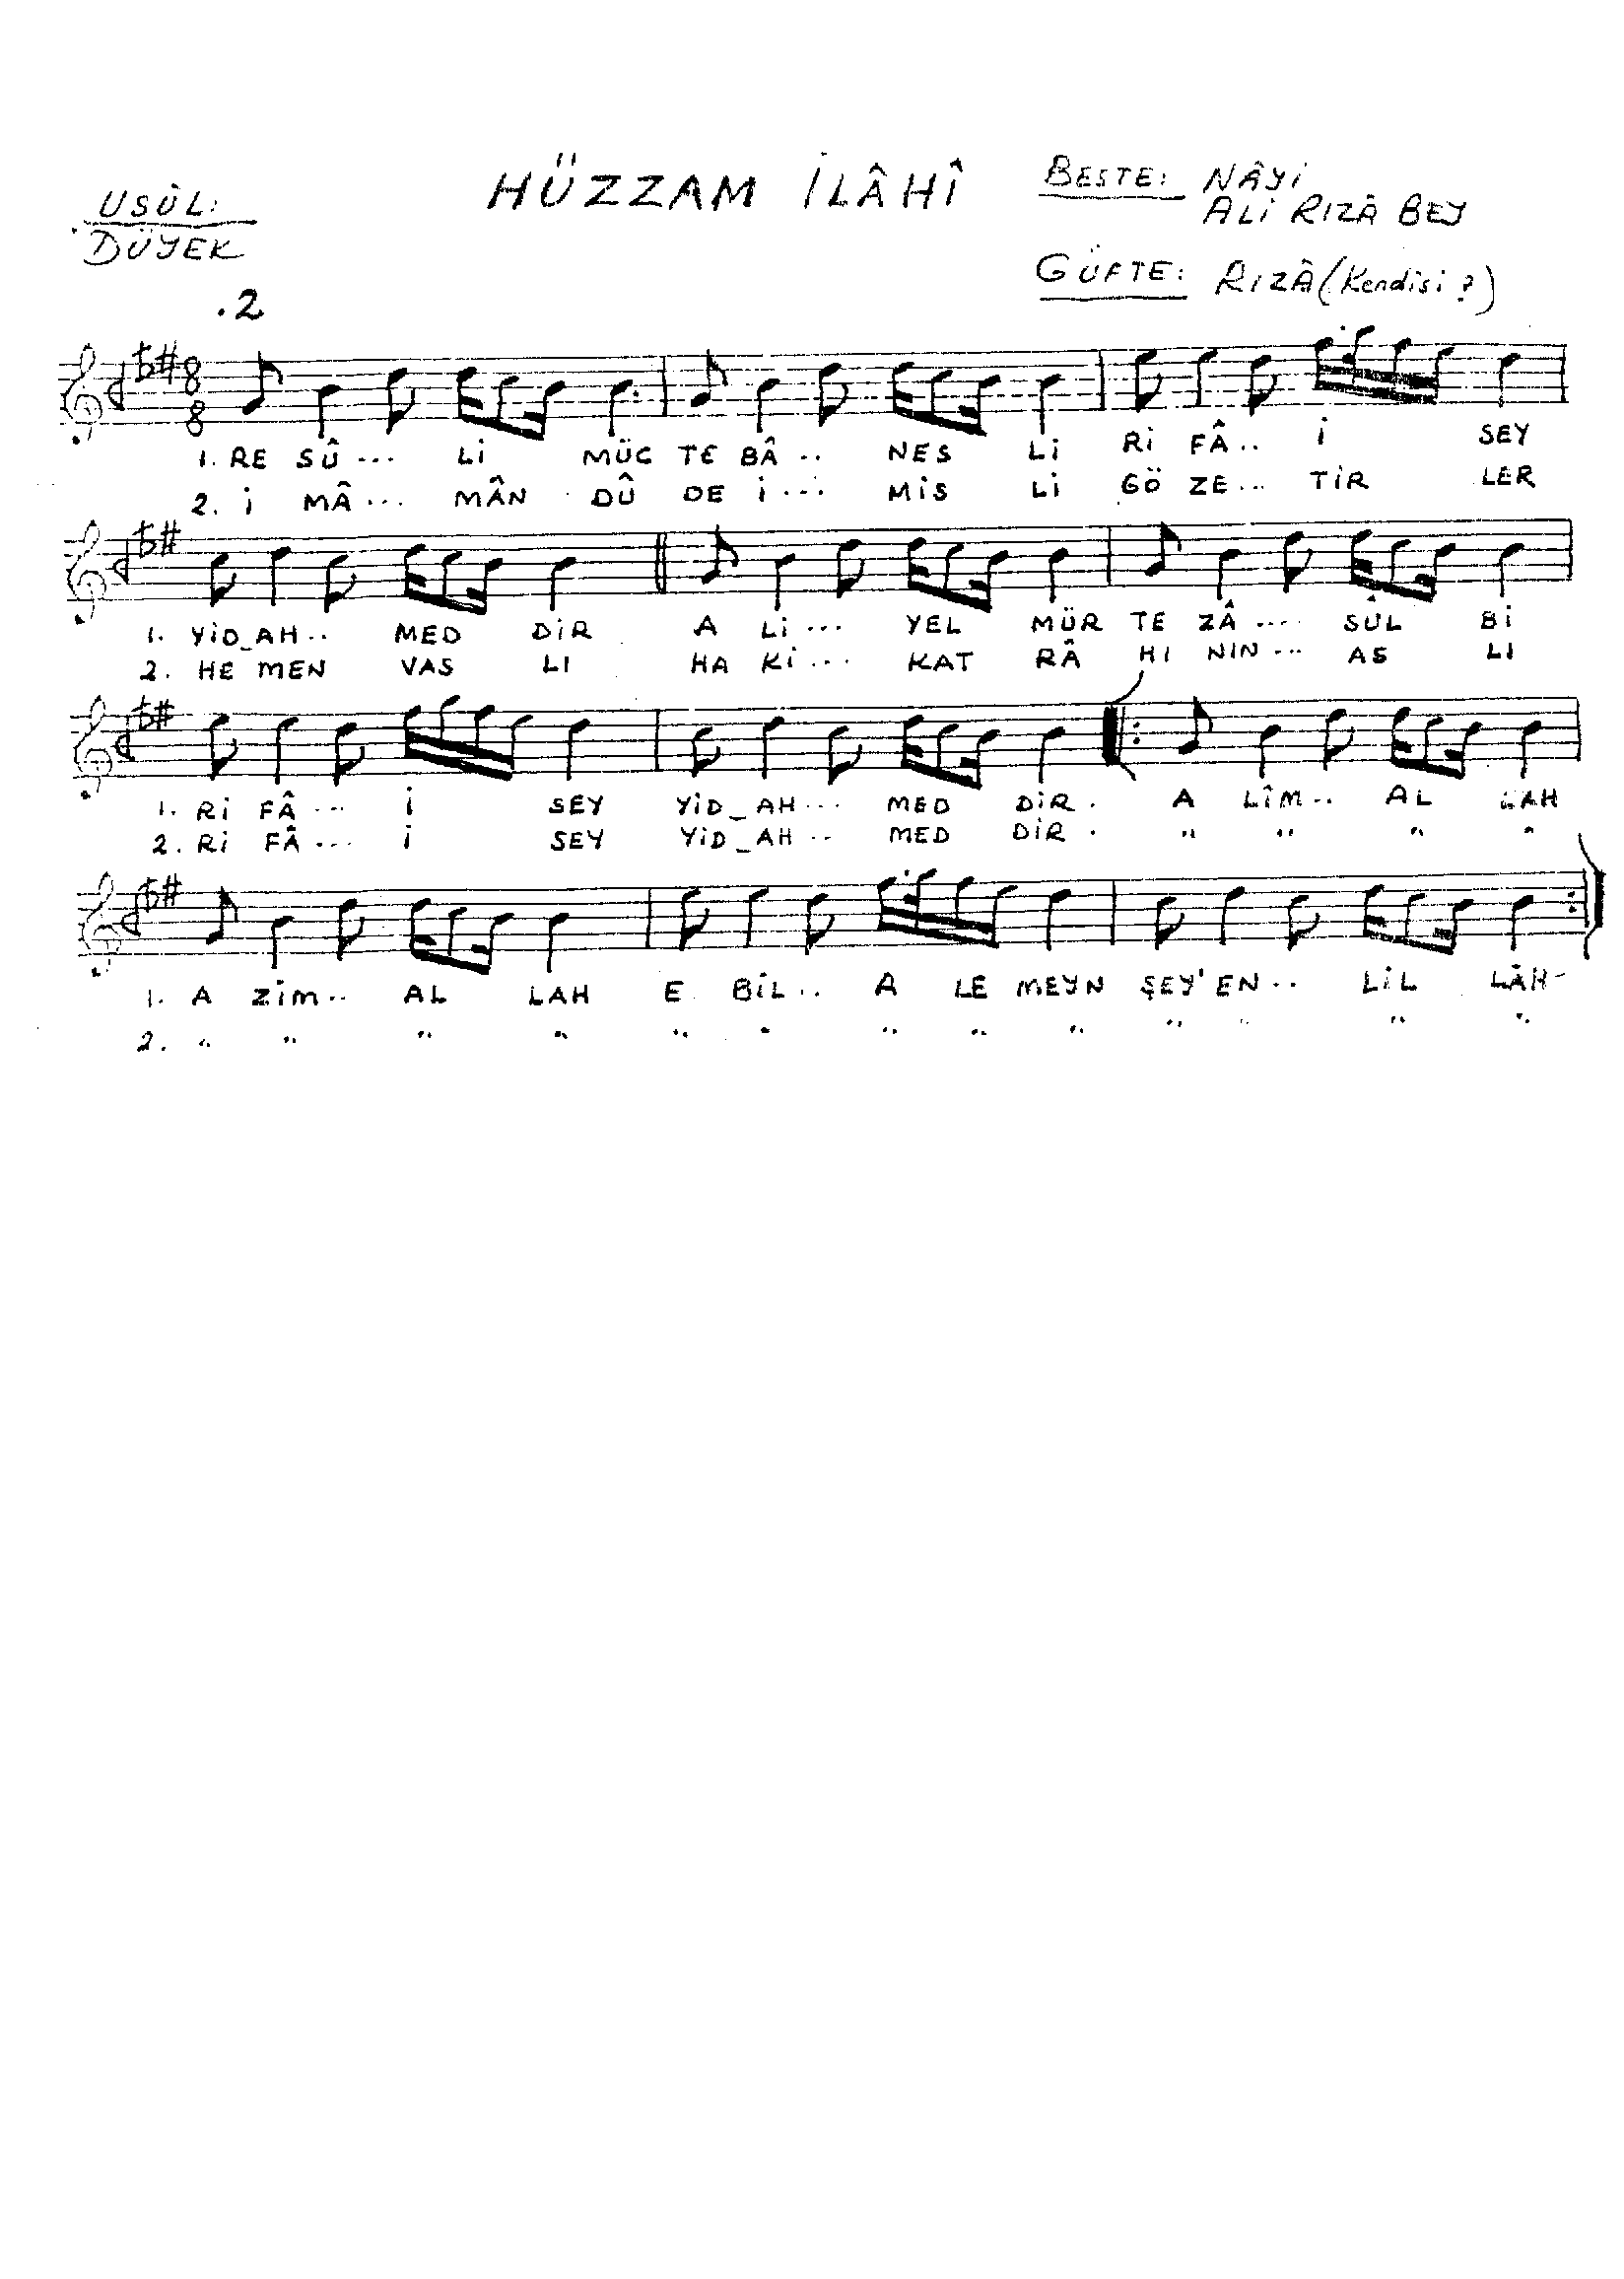 USÛL:
DÜYEK
HÜZZAM İLÂHÎ
BESTE: NÂYİ
ALİ RIZÂ BEY
GÜFTE: RIZÂ (Kendisi?)
.2
8
8
1. RE SÛ... Lİ MÜC TE BÂ .. NES Lİ Rİ FÂ.. İ SEY
2. İ MÂ... MÂN DÛ DE İ... MİS Lİ GÖ ZE... TİR LER
1. YİD_AH.. MED DİR A Lİ... YEL MÜR TE ZÂ .... SÛL Bİ
2. HE MEN VAS LI HA Kİ... KAT RÂ HI NIN... AS LI
1. Rİ FÂ... İ SEY YİD_AH... MED DİR. A LÎM.. AL LAH
2. Rİ FÂ... İ SEY YİD_AH.. MED DİR. " " " "
1. A ZİM.. AL LAH E BİL.. A LE MEYN ŞEY'EN.. LİL LÂH-
2. " " " " " " " " " " " " "